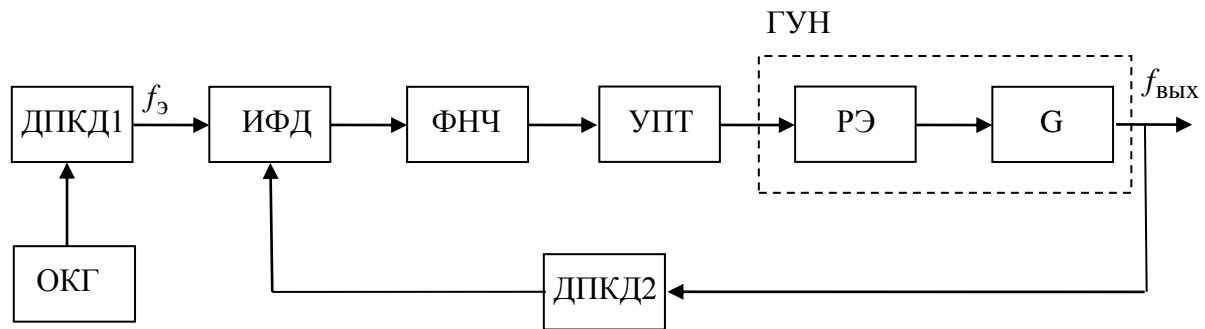 ГУН
ДПКД1
fэ
ИФД
ФНЧ
УПТ
РЭ
G
fвых
ОКГ
ДПКД2